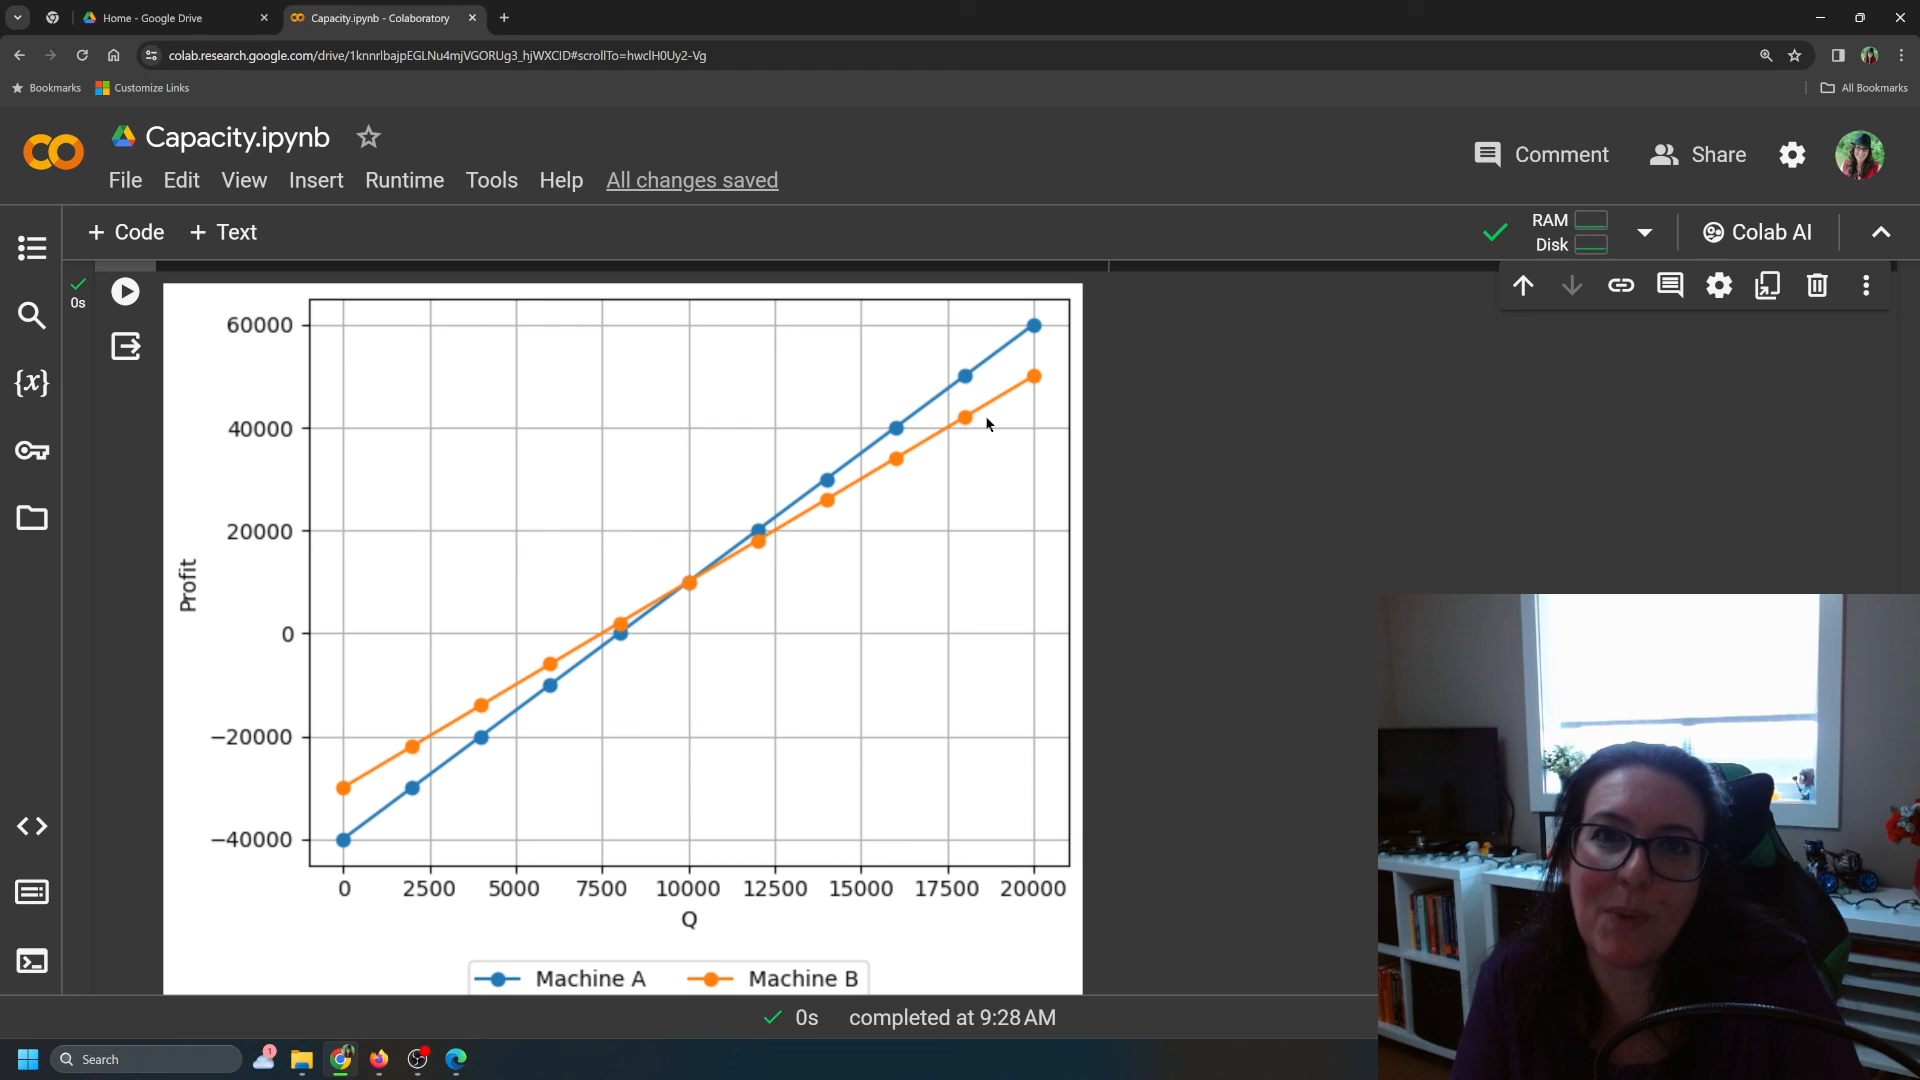 Home - Google Drive
Capacity.ipynb - Colaboratory
colab.research.google.com/drive/1knnrlbajpEGLNu4mjVGORUg3_hjWXCID#scrollTo=hwclH0Uy2-Vg
Bookmarks
Customize Links
All Bookmarks
Capacity.ipynb
Comment
Share
File Edit View Insert Runtime Tools Help All changes saved
+ Code + Text
RAM
Disk
Colab AI
{x}
0s
60000
40000
20000
0
−20000
−40000
Profit
0 2500 5000 7500 10000 12500 15000 17500 20000
Q
Machine A Machine B
0s completed at 9:28 AM
Search
1